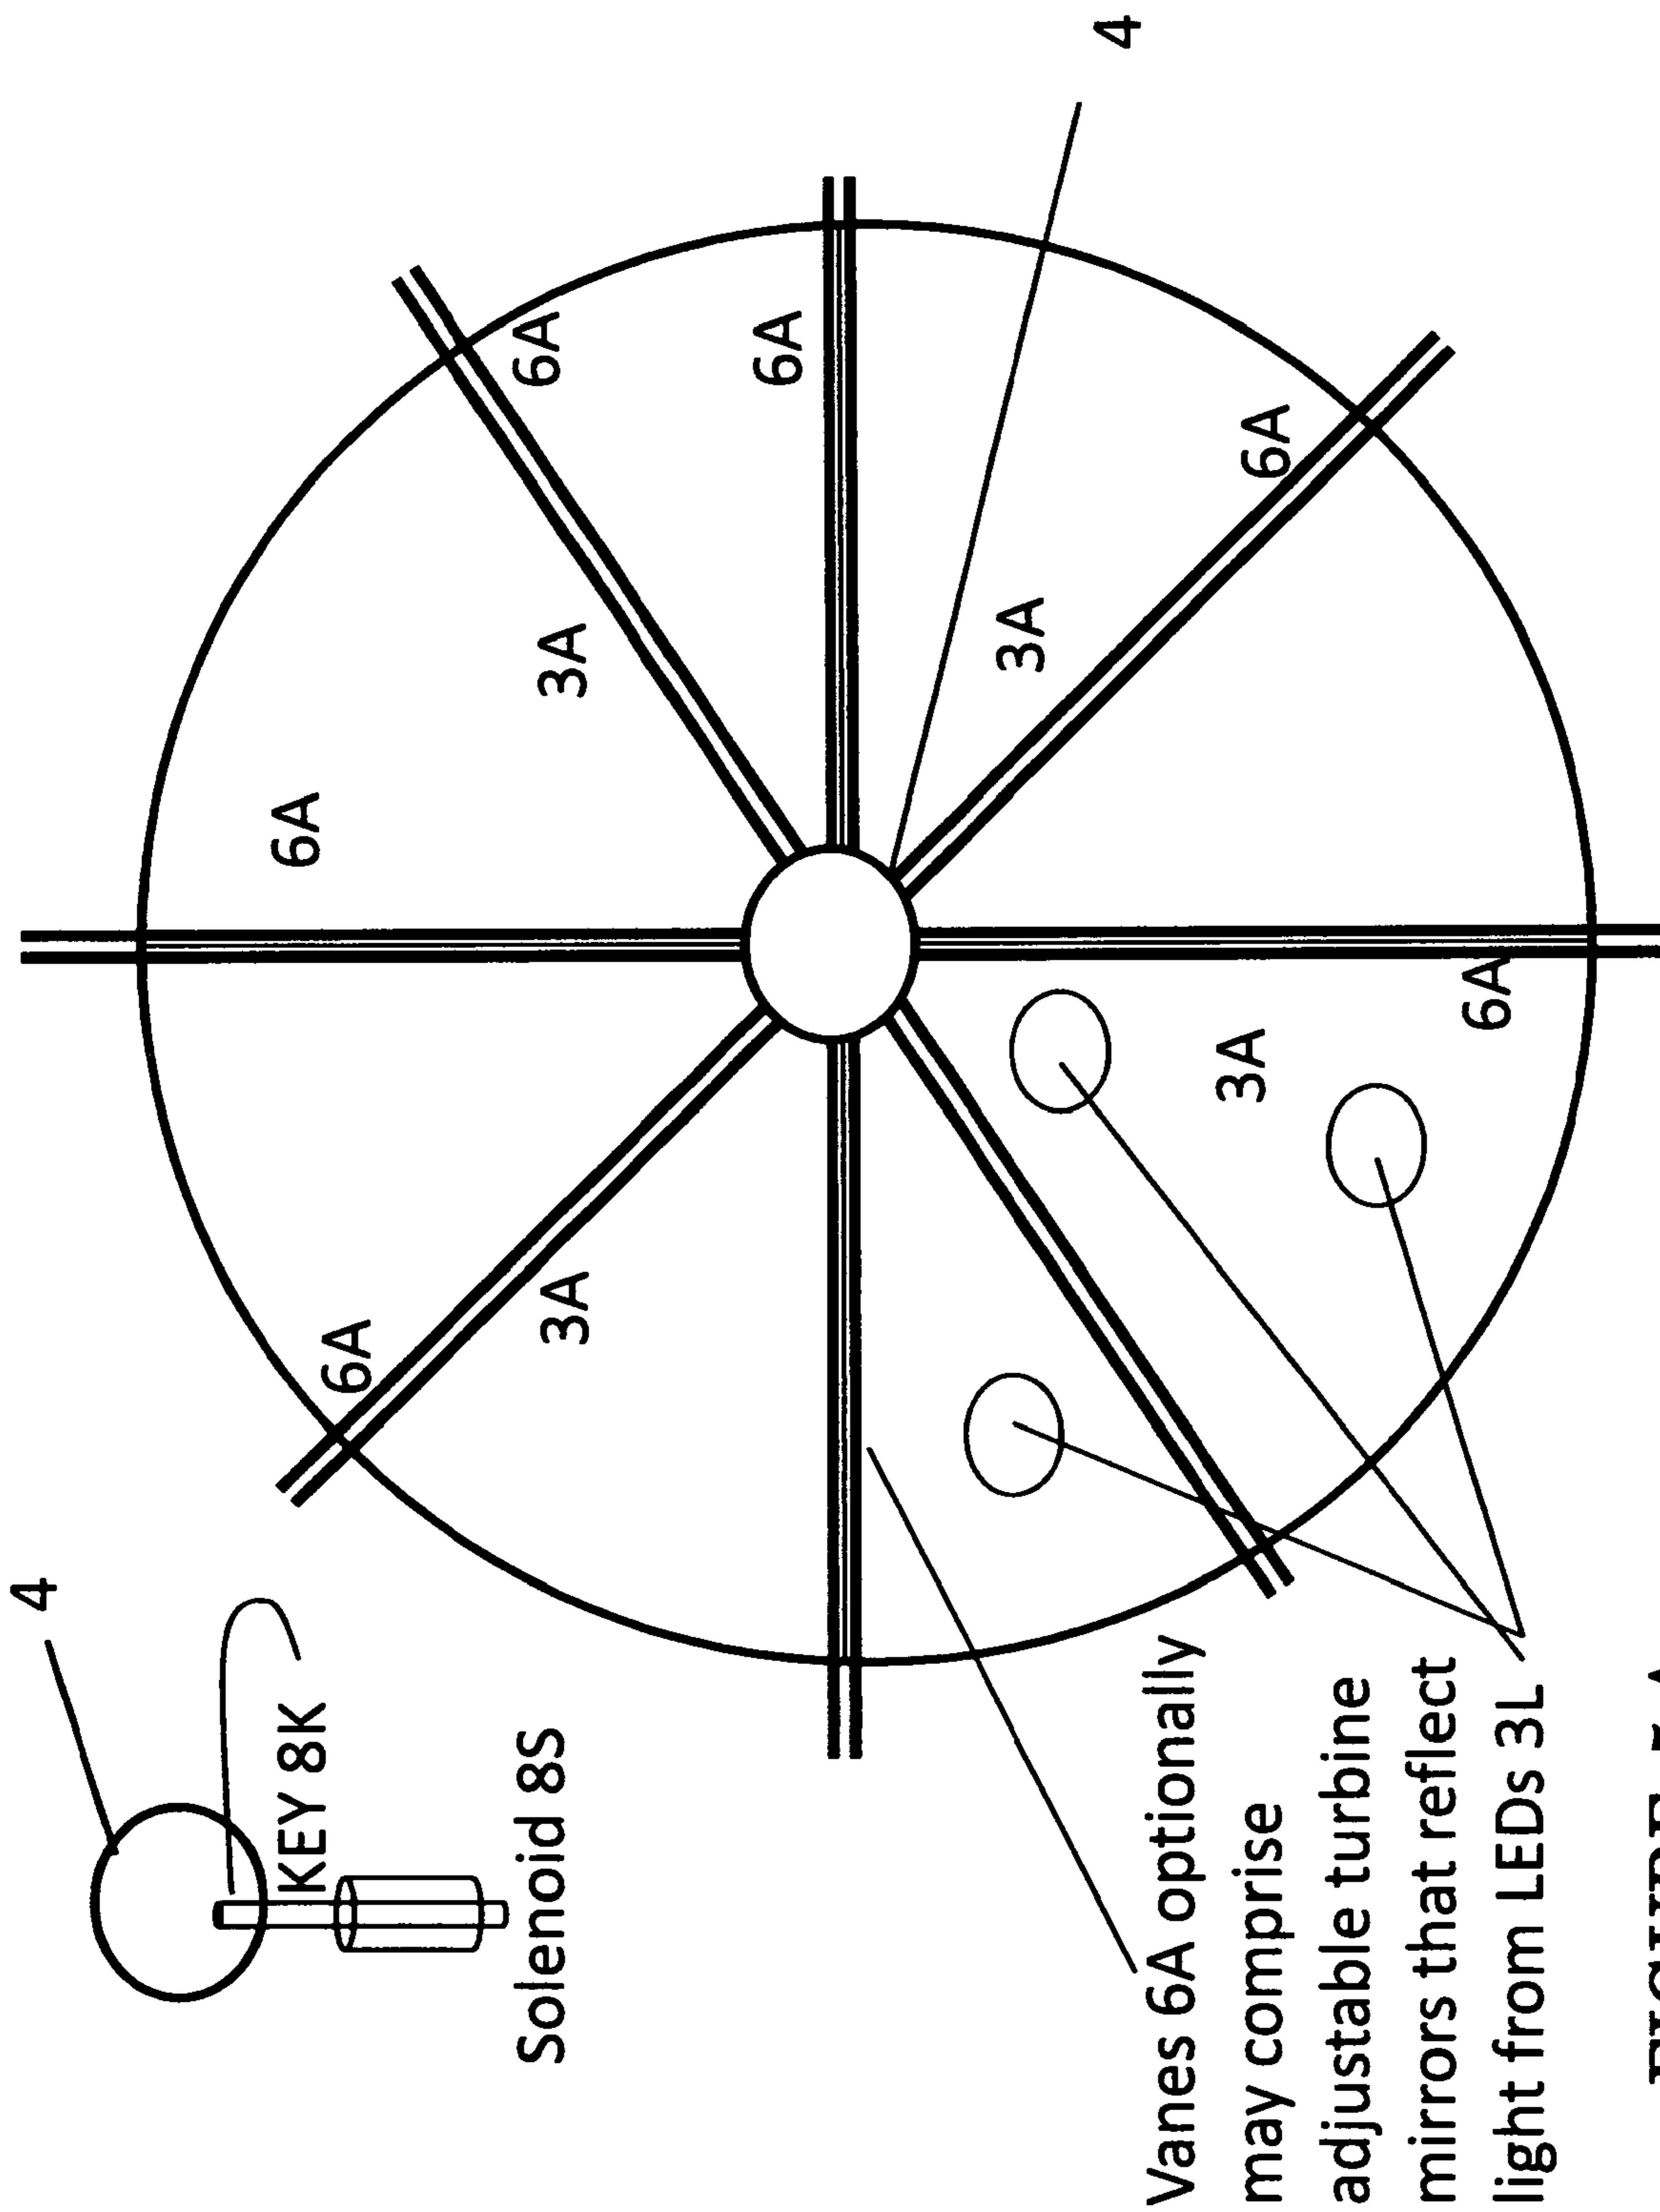 4
KEY 8K
Solenoid 8S
6A
6A
3A
3A
6A
6A
3A
4
3A
6A
6A
Vanes 6A optionally
may comprise
adjustable turbine
mirrors that reflect
light from LEDs 3L
FIGURE